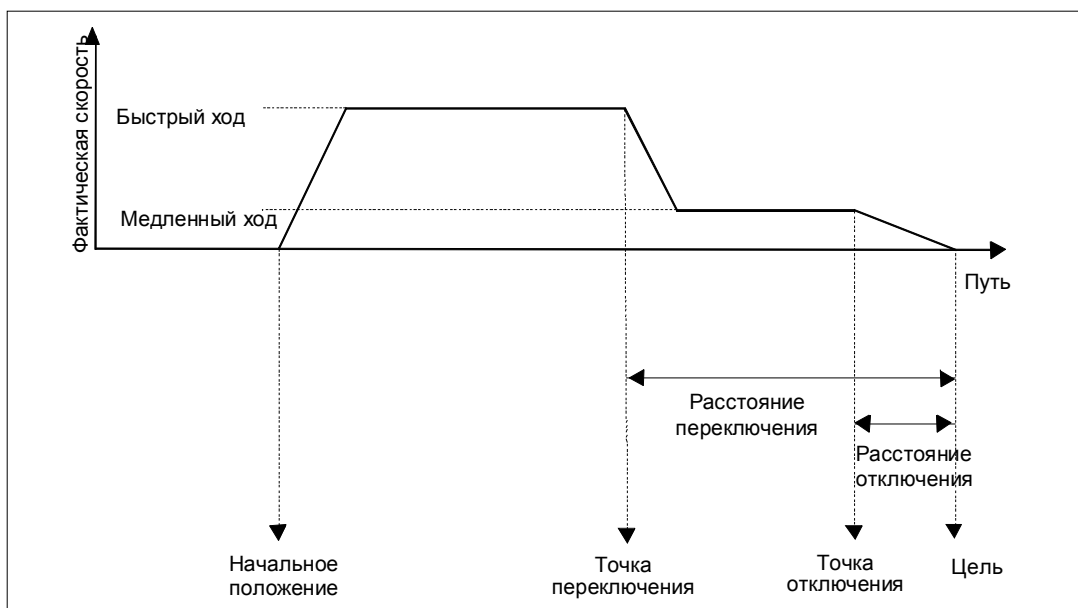 Фактическая скорость
Быстрый ход
Медленный ход
Путь
Расстояние
переключения
Расстояние
отключения
Начальное
положение
Точка
переключения
Точка
отключения
Цель